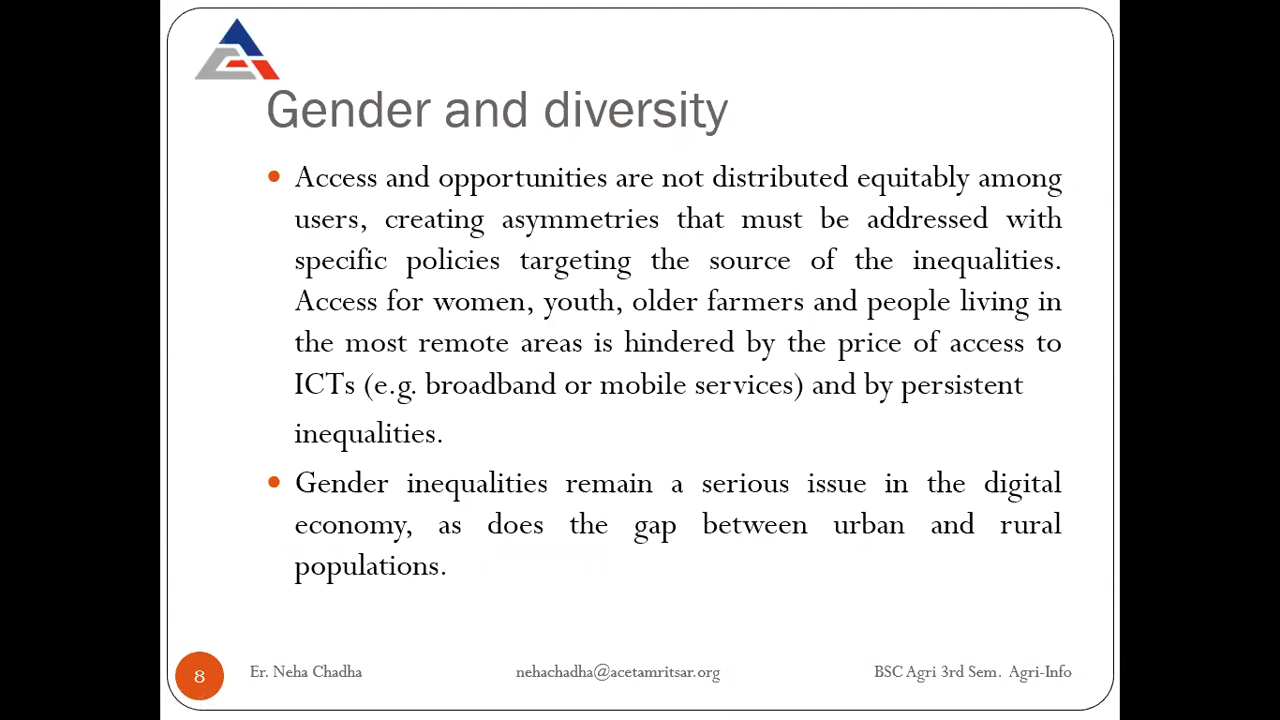 Gender and diversity
Access and opportunities are not distributed equitably among
users, creating asymmetries that must be addressed with
specific policies targeting the source of the inequalities.
Access for women, youth, older farmers and people living in
the most remote areas is hindered by the price of access to
ICTs (e.g. broadband or mobile services) and by persistent
inequalities.
Gender inequalities remain a serious issue in the digital
economy, as does the gap between urban and rural
populations.
8 Er. Neha Chadha nehachadha@acetamritsar.org BSC Agri 3rd Sem. Agri-Info